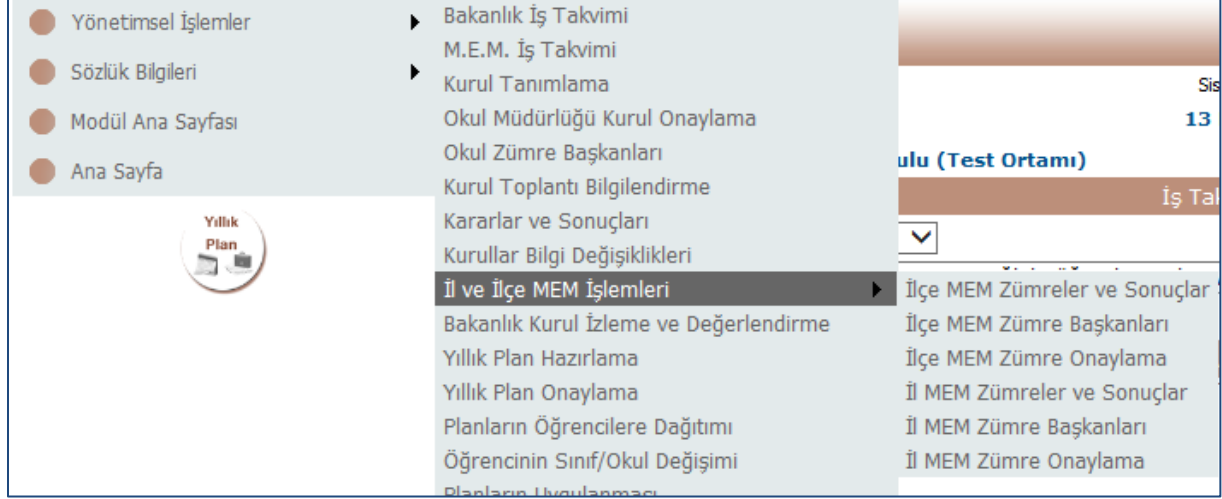 Yönetimsel İşlemler
Sözlük Bilgileri
Modül Ana Sayfası
Ana Sayfa
Yıllık
Plan
Bakanlık İş Takvimi
M.E.M. İş Takvimi
Kurul Tanımlama
Okul Müdürlüğü Kurul Onaylama
Okul Zümre Başkanları
Kurul Toplantı Bilgilendirme
Kararlar ve Sonuçları
Kurullar Bilgi Değişiklikleri
İl ve İlçe MEM İşlemleri
Bakanlık Kurul İzleme ve Değerlendirme
Yıllık Plan Hazırlama
Yıllık Plan Onaylama
Planların Öğrencilere Dağıtımı
Öğrencinin Sınıf/Okul Değişimi
Planların Uygulanması
Sis
13
ulu (Test Ortamı)
İş Tak
İlçe MEM Zümreler ve Sonuçlar
İlçe MEM Zümre Başkanları
İlçe MEM Zümre Onaylama
İl MEM Zümreler ve Sonuçlar
İl MEM Zümre Başkanları
İl MEM Zümre Onaylama